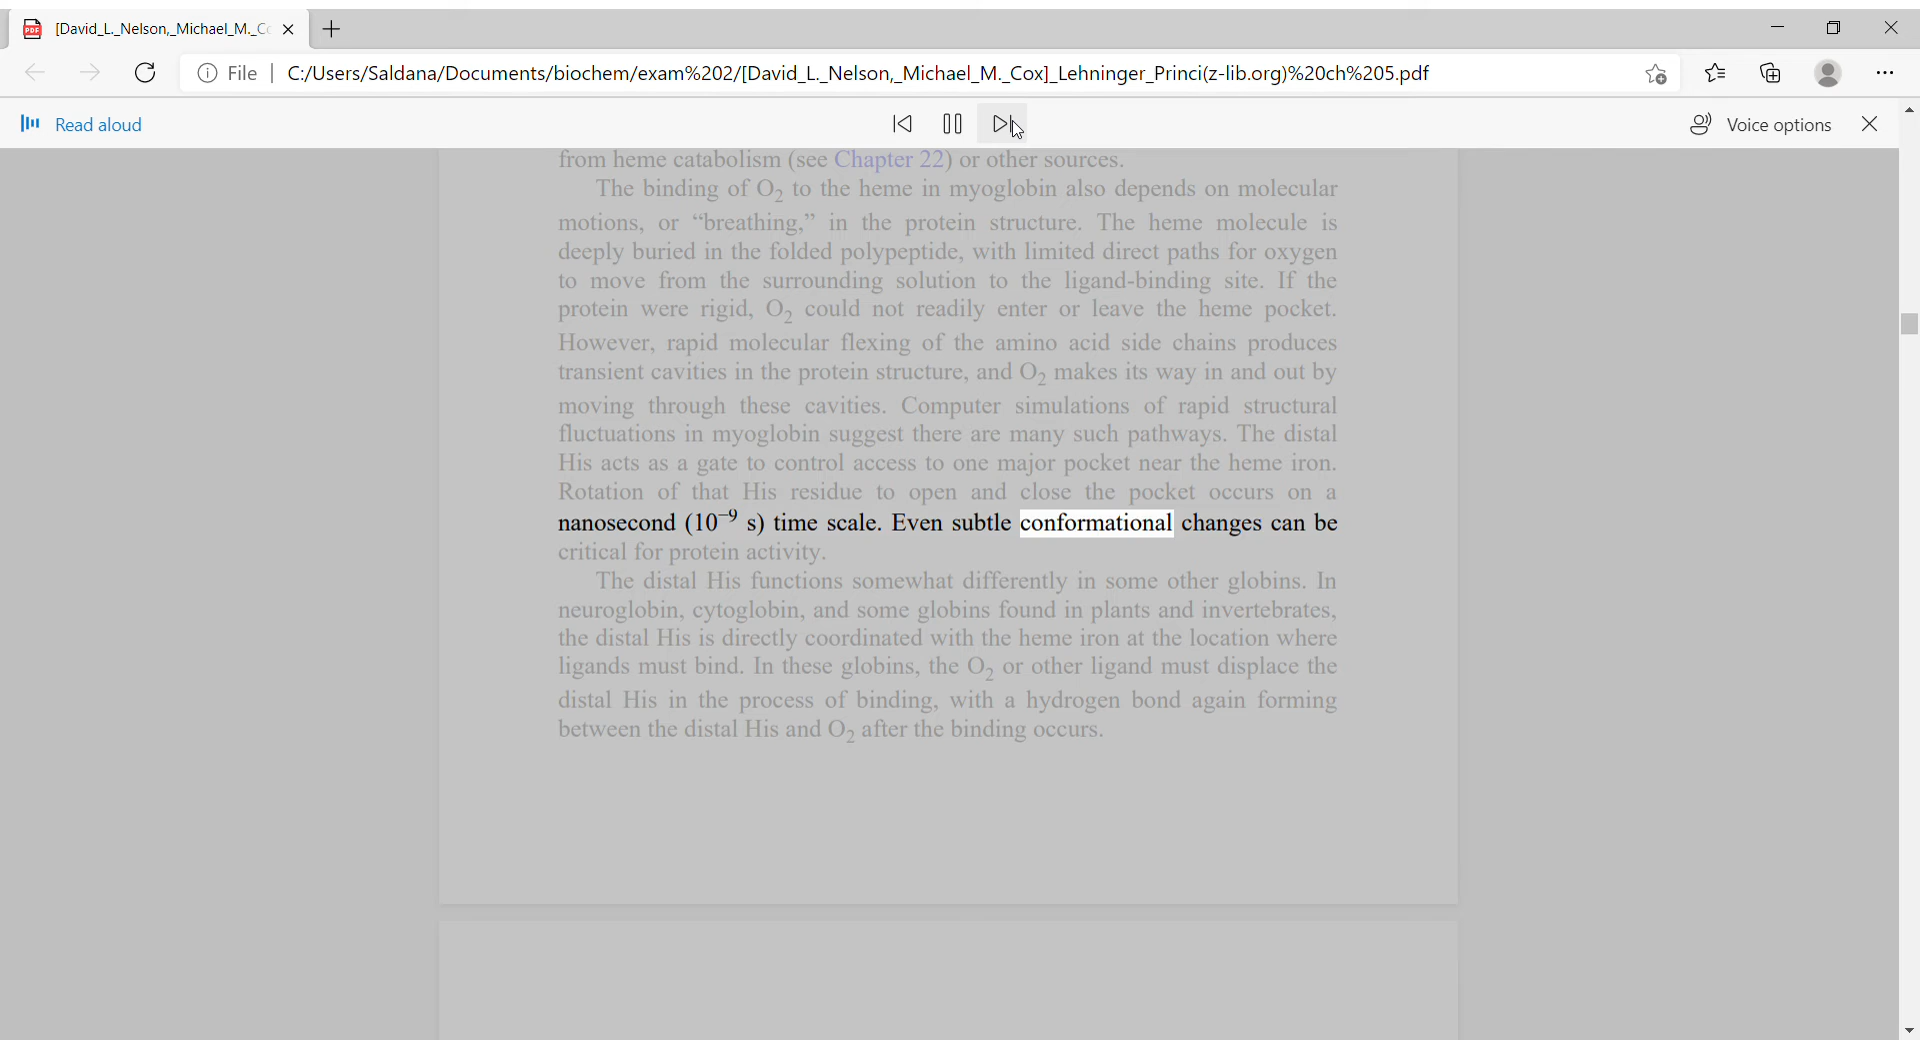 [David_L._Nelson,_Michael_M._Co
File
C:/Users/Saldana/Documents/biochem/exam%202/[David_L._Nelson,_Michael_M._Cox]_Lehninger_Princi(z-lib.org)%20ch%205.pdf
Read aloud
Voice options
from heme catabolism (see Chapter 22) or other sources.
The binding of O₂ to the heme in myoglobin also depends on molecular
motions, or “breathing,” in the protein structure. The heme molecule is
deeply buried in the folded polypeptide, with limited direct paths for oxygen
to move from the surrounding solution to the ligand-binding site. If the
protein were rigid, O₂ could not readily enter or leave the heme pocket.
However, rapid molecular flexing of the amino acid side chains produces
transient cavities in the protein structure, and O₂ makes its way in and out by
moving through these cavities. Computer simulations of rapid structural
fluctuations in myoglobin suggest there are many such pathways. The distal
His acts as a gate to control access to one major pocket near the heme iron.
Rotation of that His residue to open and close the pocket occurs on a
nanosecond (10⁻⁹ s) time scale. Even subtle conformational changes can be
critical for protein activity.
The distal His functions somewhat differently in some other globins. In
neuroglobin, cytoglobin, and some globins found in plants and invertebrates,
the distal His is directly coordinated with the heme iron at the location where
ligands must bind. In these globins, the O₂ or other ligand must displace the
distal His in the process of binding, with a hydrogen bond again forming
between the distal His and O₂ after the binding occurs.